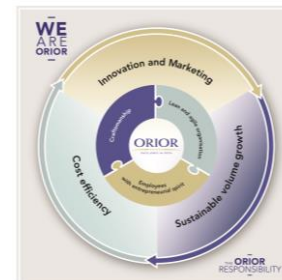 WE
ARE
ORIOR
Innovation and Marketing
Craftsmanship
Lean and agile organisation
ORIOR
Employees
with entrepreneurial spirit
Cost efficiency
Sustainable volume growth
THE ORIOR
RESPONSIBILITY